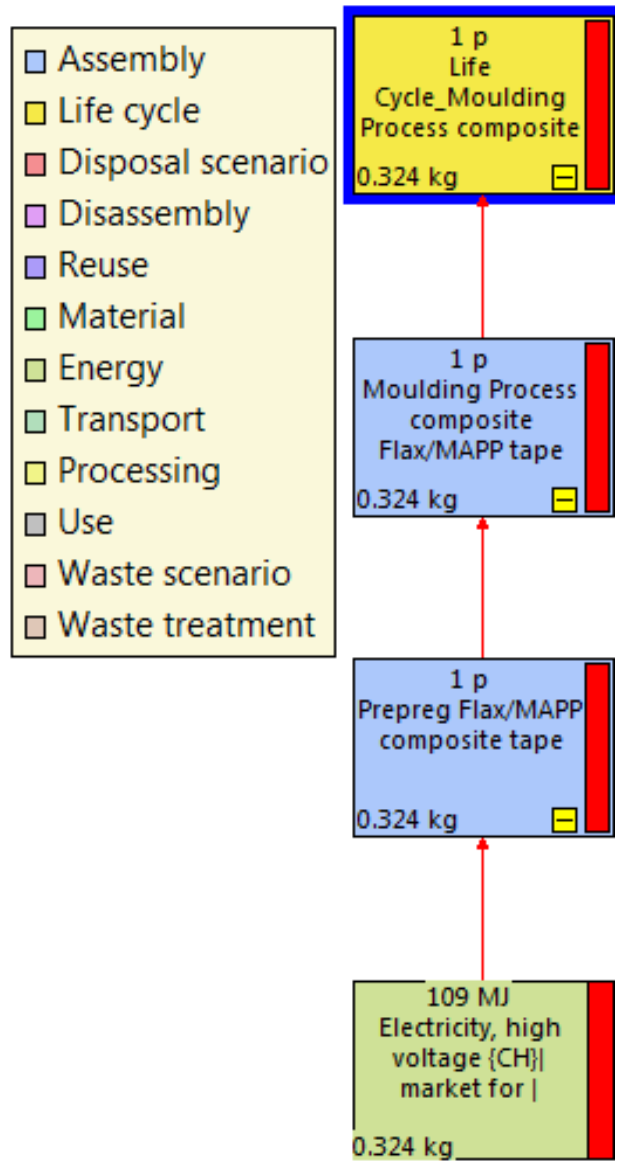 Assembly
Life cycle
Disposal scenario
Disassembly
Reuse
Material
Energy
Transport
Processing
Use
Waste scenario
Waste treatment
1 p
Life
Cycle_Moulding
Process composite
0.324 kg
1 p
Moulding Process
composite
Flax/MAPP tape
0.324 kg
1 p
Prepreg Flax/MAPP
composite tape
0.324 kg
109 MJ
Electricity, high
voltage {CH}|
market for |
0.324 kg